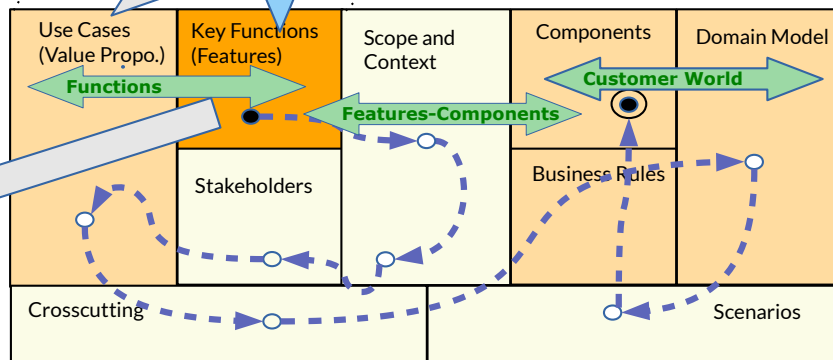 Use Cases
(Value Propo.)
Key Functions
(Features)
Scope and
Context
Components
Domain Model
Functions
Features-Components
Customer World
Stakeholders
Business Rules
Crosscutting
Scenarios